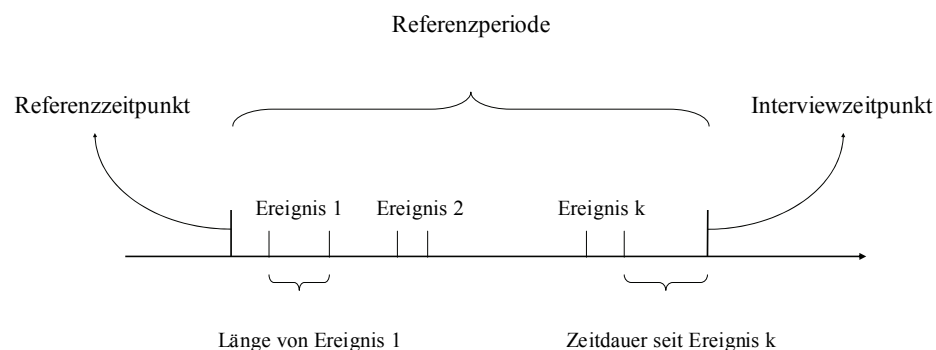 Referenzperiode
Referenzzeitpunkt
Interviewzeitpunkt
Ereignis 1
Ereignis 2
Ereignis k
Länge von Ereignis 1
Zeitdauer seit Ereignis k